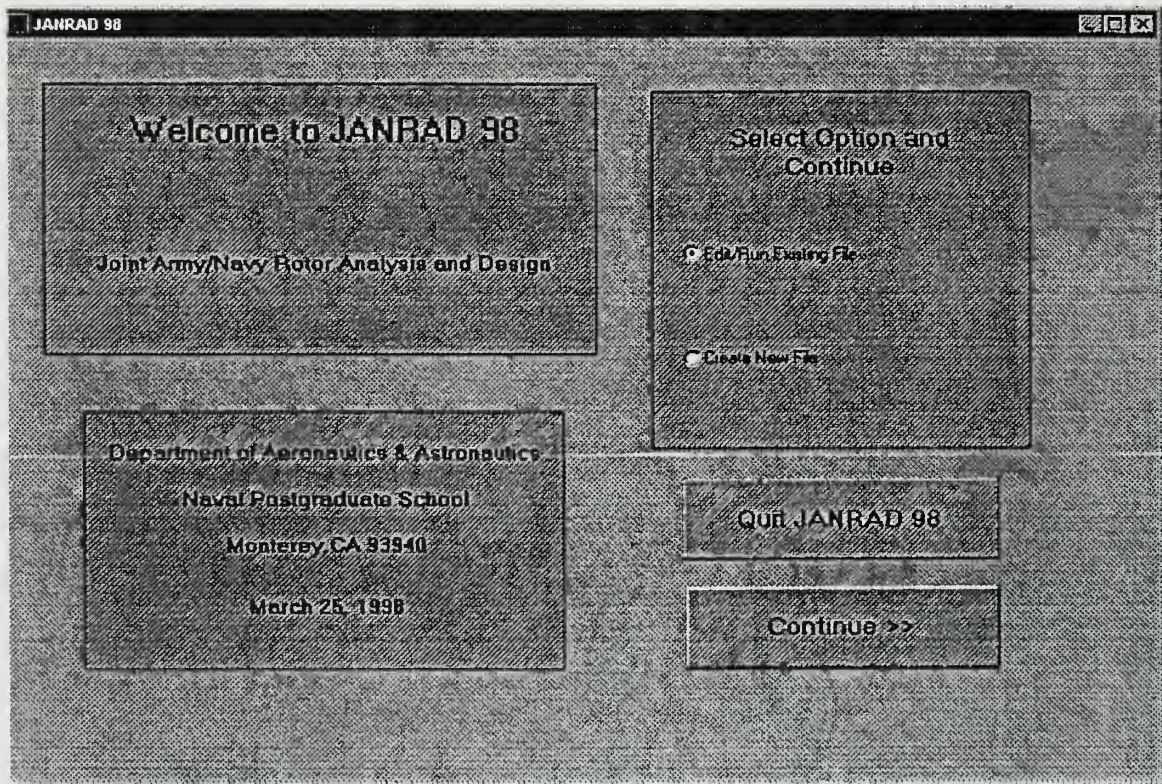 JANRAD 98
Welcome to JANRAD 98
Joint Army/Navy Rotor Analysis and Design
Department of Aeronautics & Astronautics
Naval Postgraduate School
Monterey CA 93940
March 25, 1998
Select Option and
Continue
Edit/Run Existing File
Create New File
Quit JANRAD 98
Continue >>